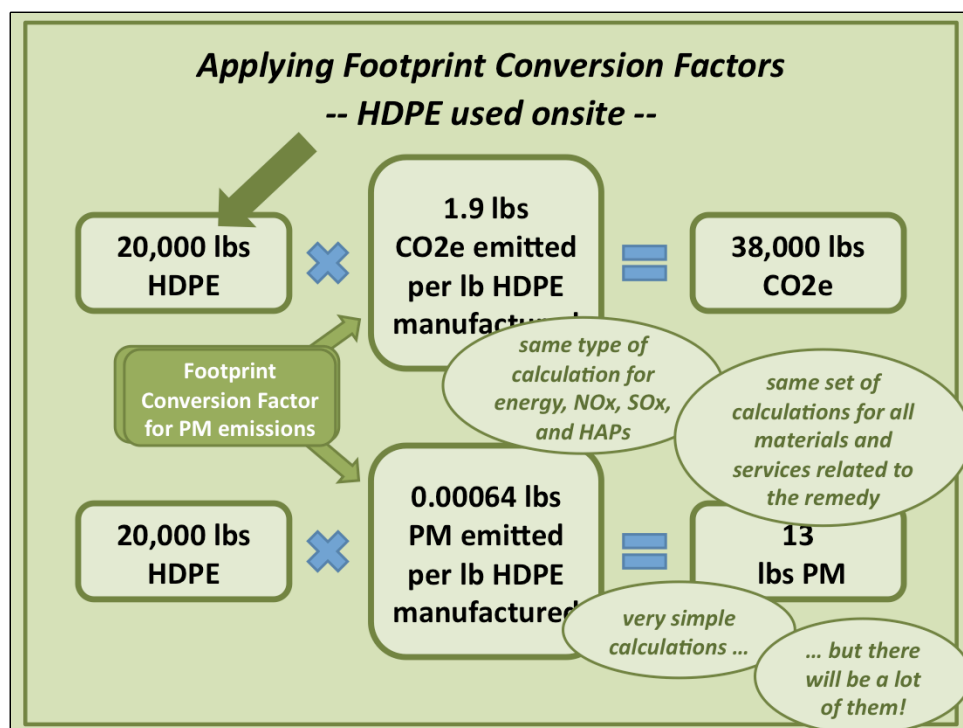 Applying Footprint Conversion Factors
-- HDPE used onsite --
20,000 lbs
HDPE
1.9 lbs
CO2e emitted
per lb HDPE
manufactured
38,000 lbs
CO2e
Footprint
Conversion Factor
for PM emissions
same type of
calculation for
energy, NOx, SOx,
and HAPs
same set of
calculations for all
materials and
services related to
the remedy
20,000 lbs
HDPE
0.00064 lbs
PM emitted
per lb HDPE
manufactured
13
lbs PM
very simple
calculations …
… but there
will be a lot
of them!